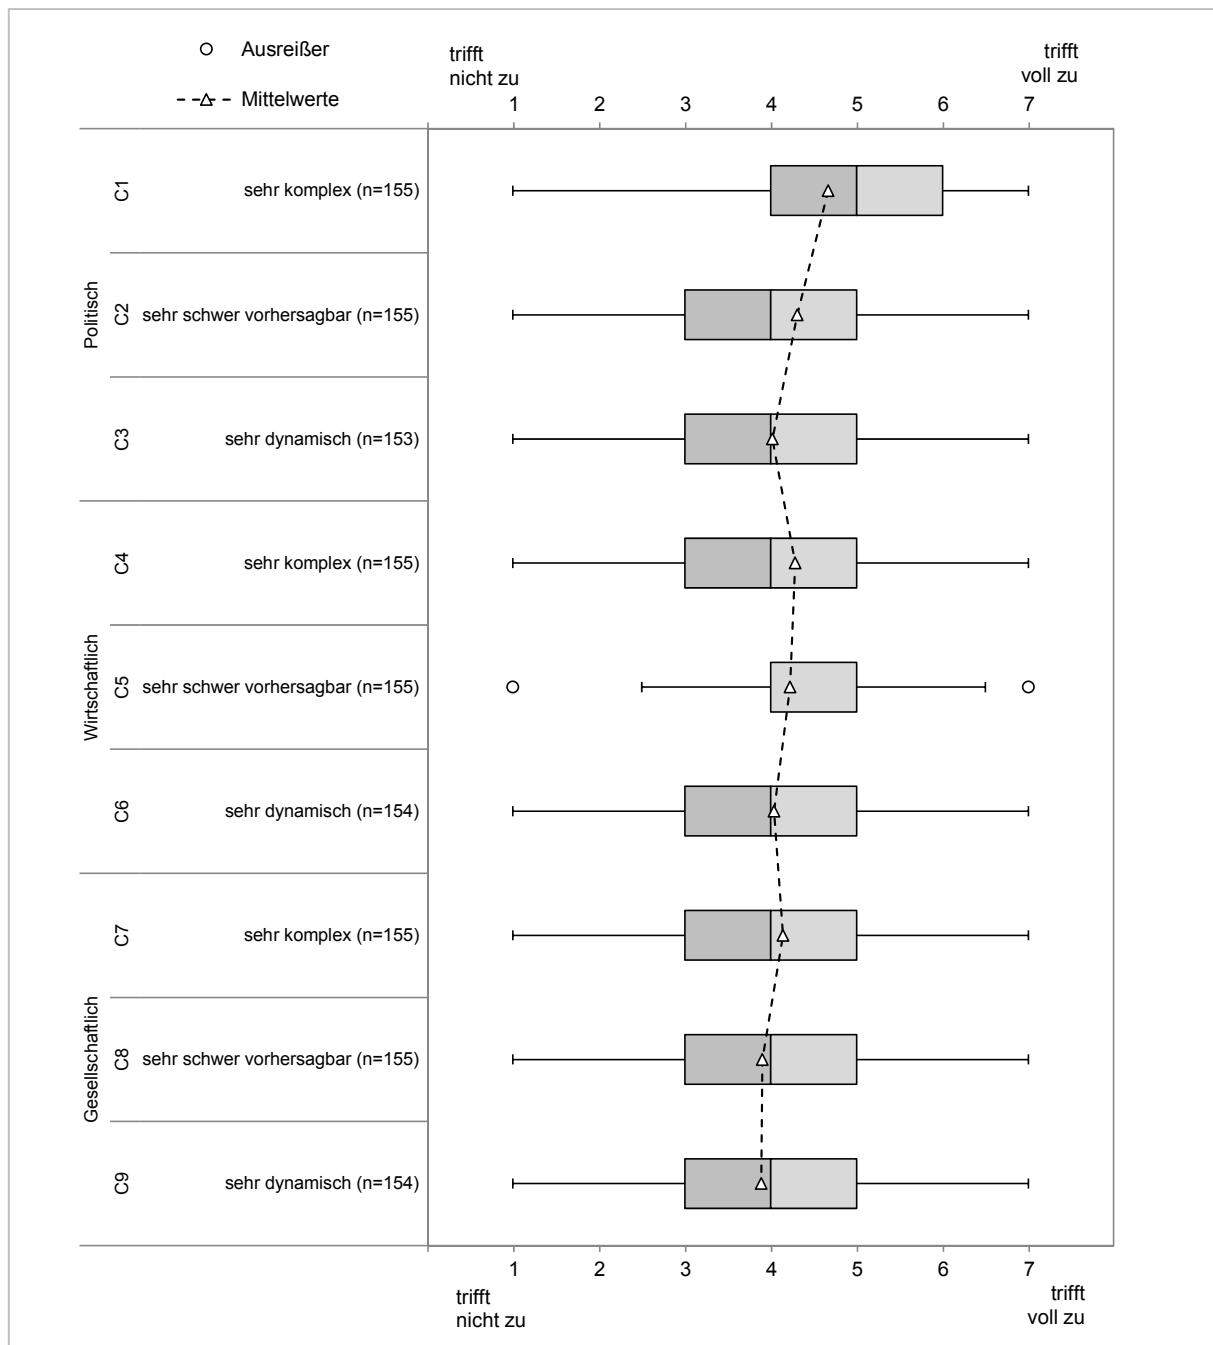 Ausreißer
Mittelwerte
trifft
nicht zu
trifft
voll zu
1 2 3 4 5 6 7
Politisch
C1 sehr komplex (n=155)
C2 sehr schwer vorhersagbar (n=155)
C3 sehr dynamisch (n=153)
Wirtschaftlich
C4 sehr komplex (n=155)
C5 sehr schwer vorhersagbar (n=155)
C6 sehr dynamisch (n=154)
Gesellschaftlich
C7 sehr komplex (n=155)
C8 sehr schwer vorhersagbar (n=155)
C9 sehr dynamisch (n=154)
1 2 3 4 5 6 7
trifft
nicht zu
trifft
voll zu